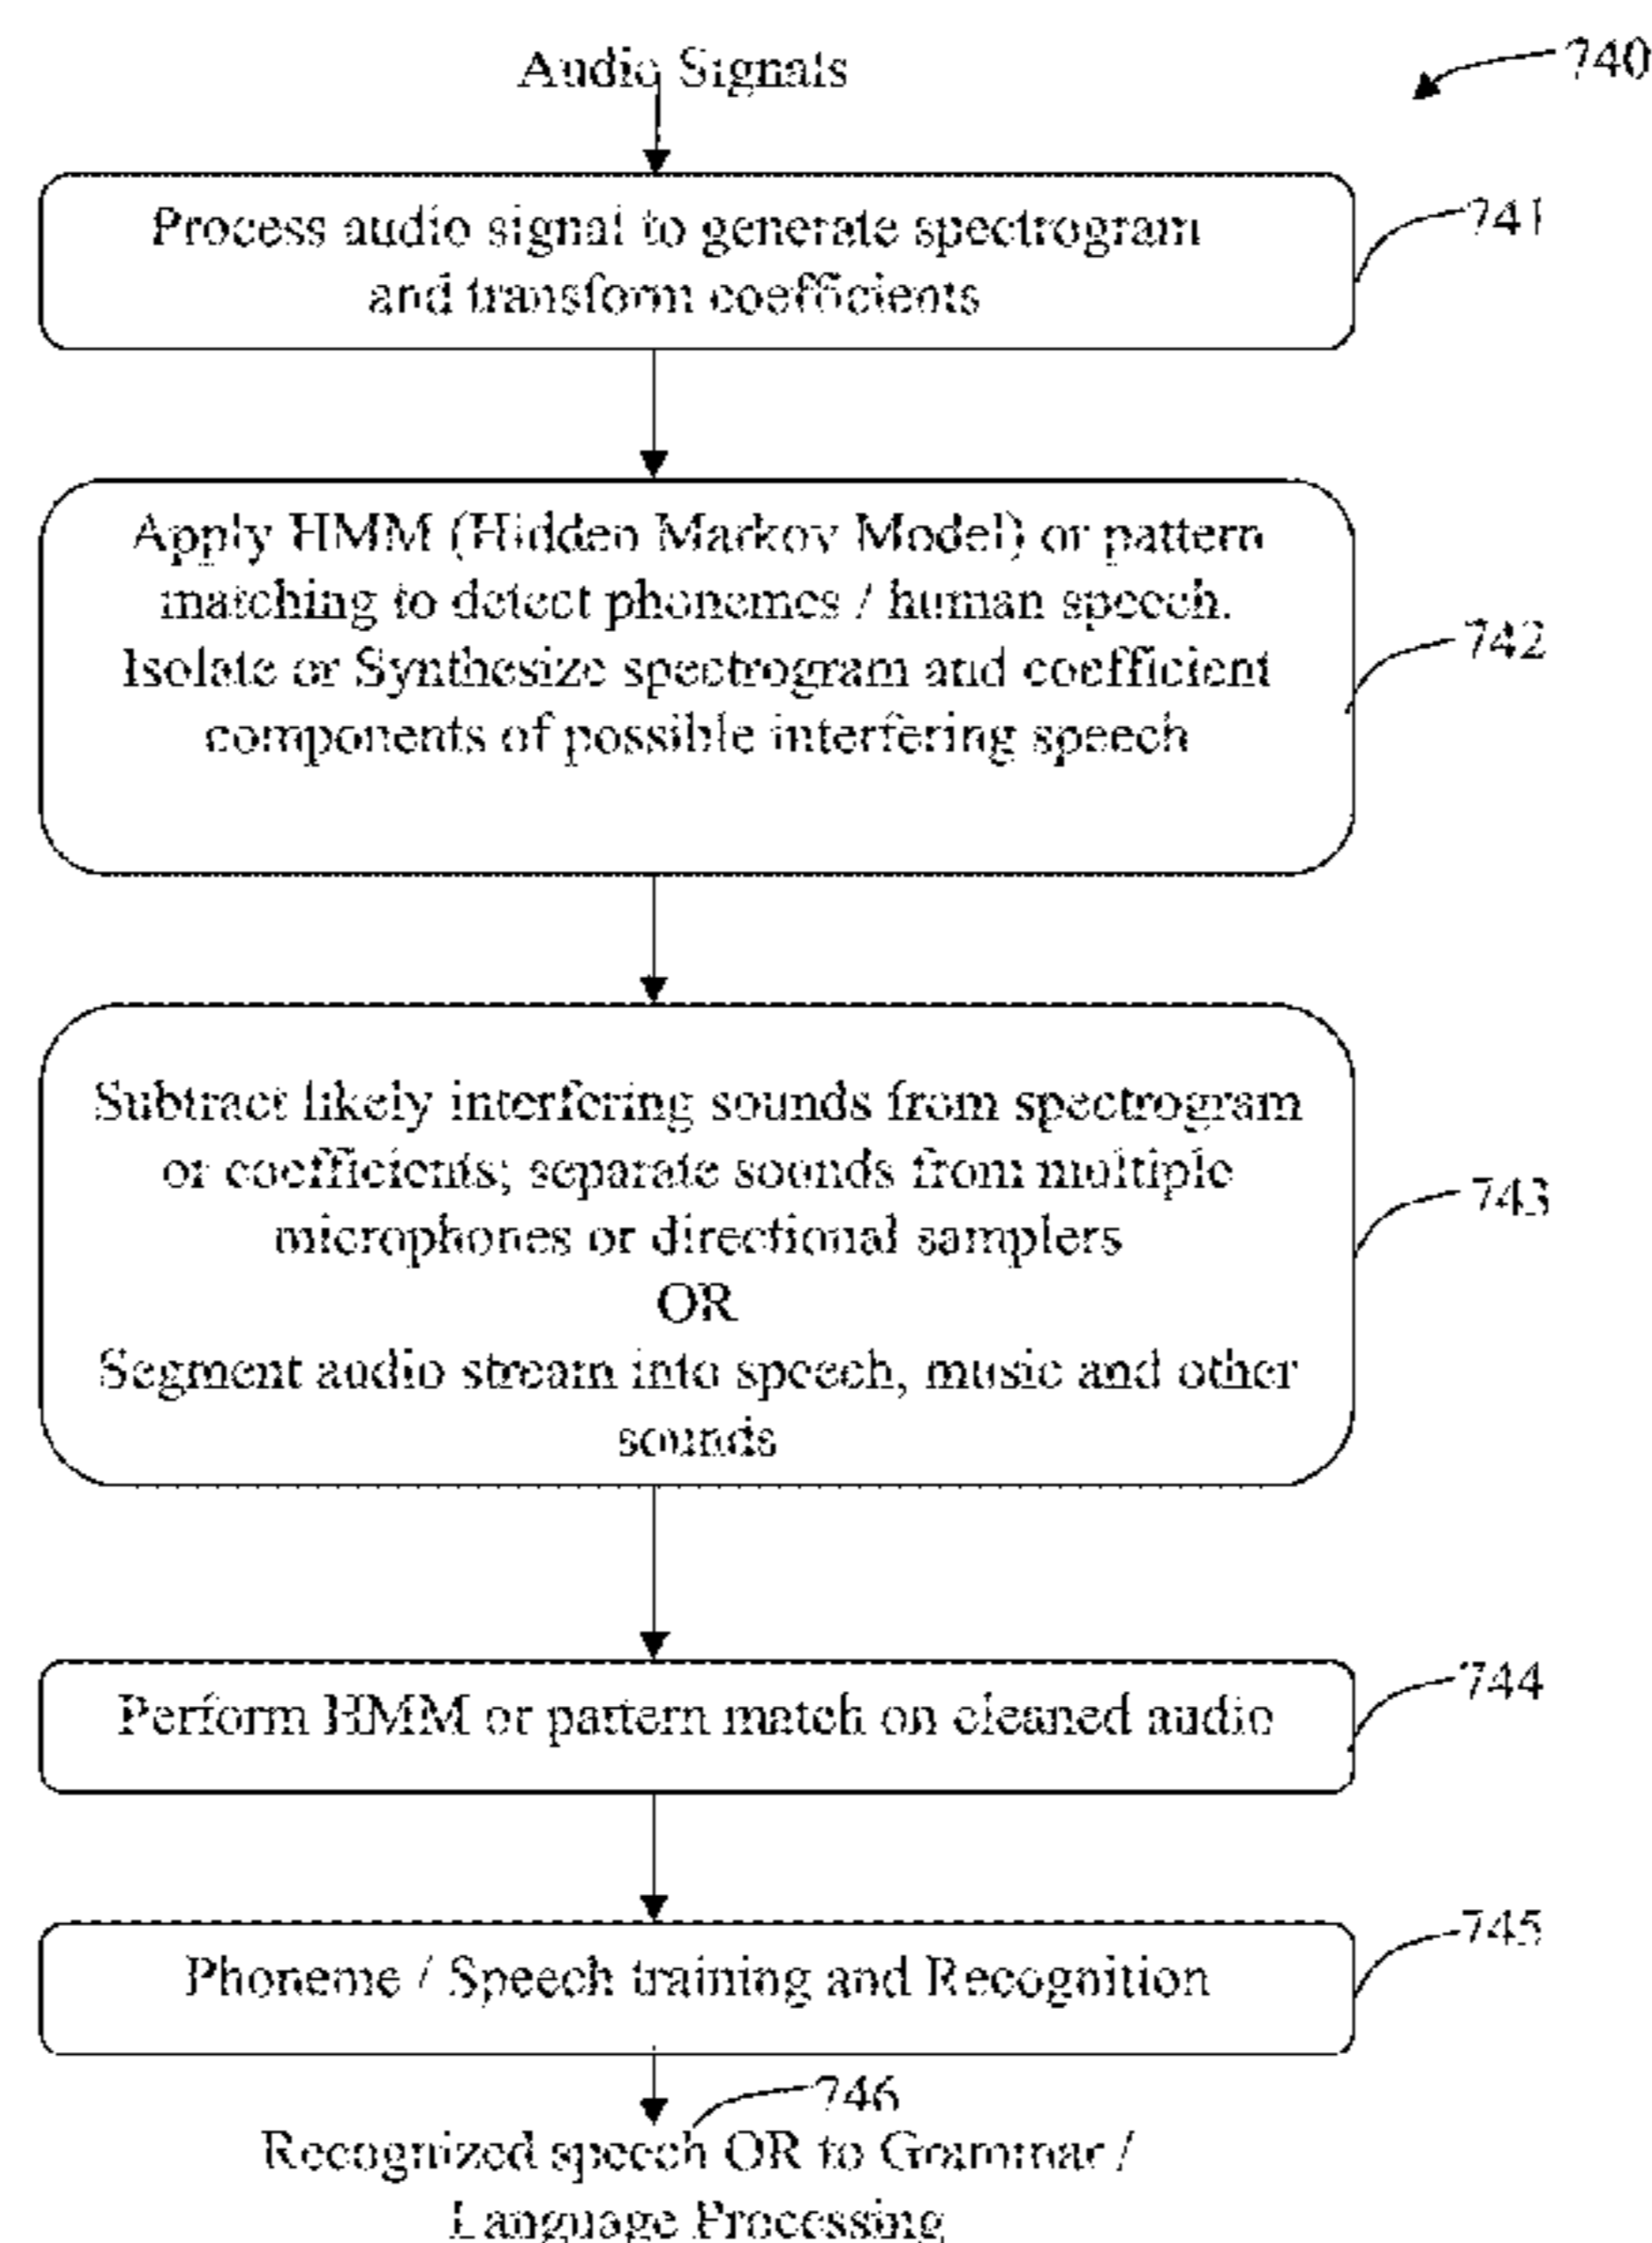 Audio Signals
740
Process audio signal to generate spectrogram
and transform coefficients
741
Apply HMM (Hidden Markov Model) or pattern
matching to detect phonemes / human speech.
Isolate or Synthesize spectrogram and coefficient
components of possible interfering speech
742
Subtract likely interfering sounds from spectrogram
or coefficients; separate sounds from multiple
microphones or directional samplers
OR
Segment audio stream into speech, music and other
sounds
743
Perform HMM or pattern match on cleaned audio
744
Phoneme / Speech training and Recognition
745
746
Recognized speech OR to Grammar /
Language Processing